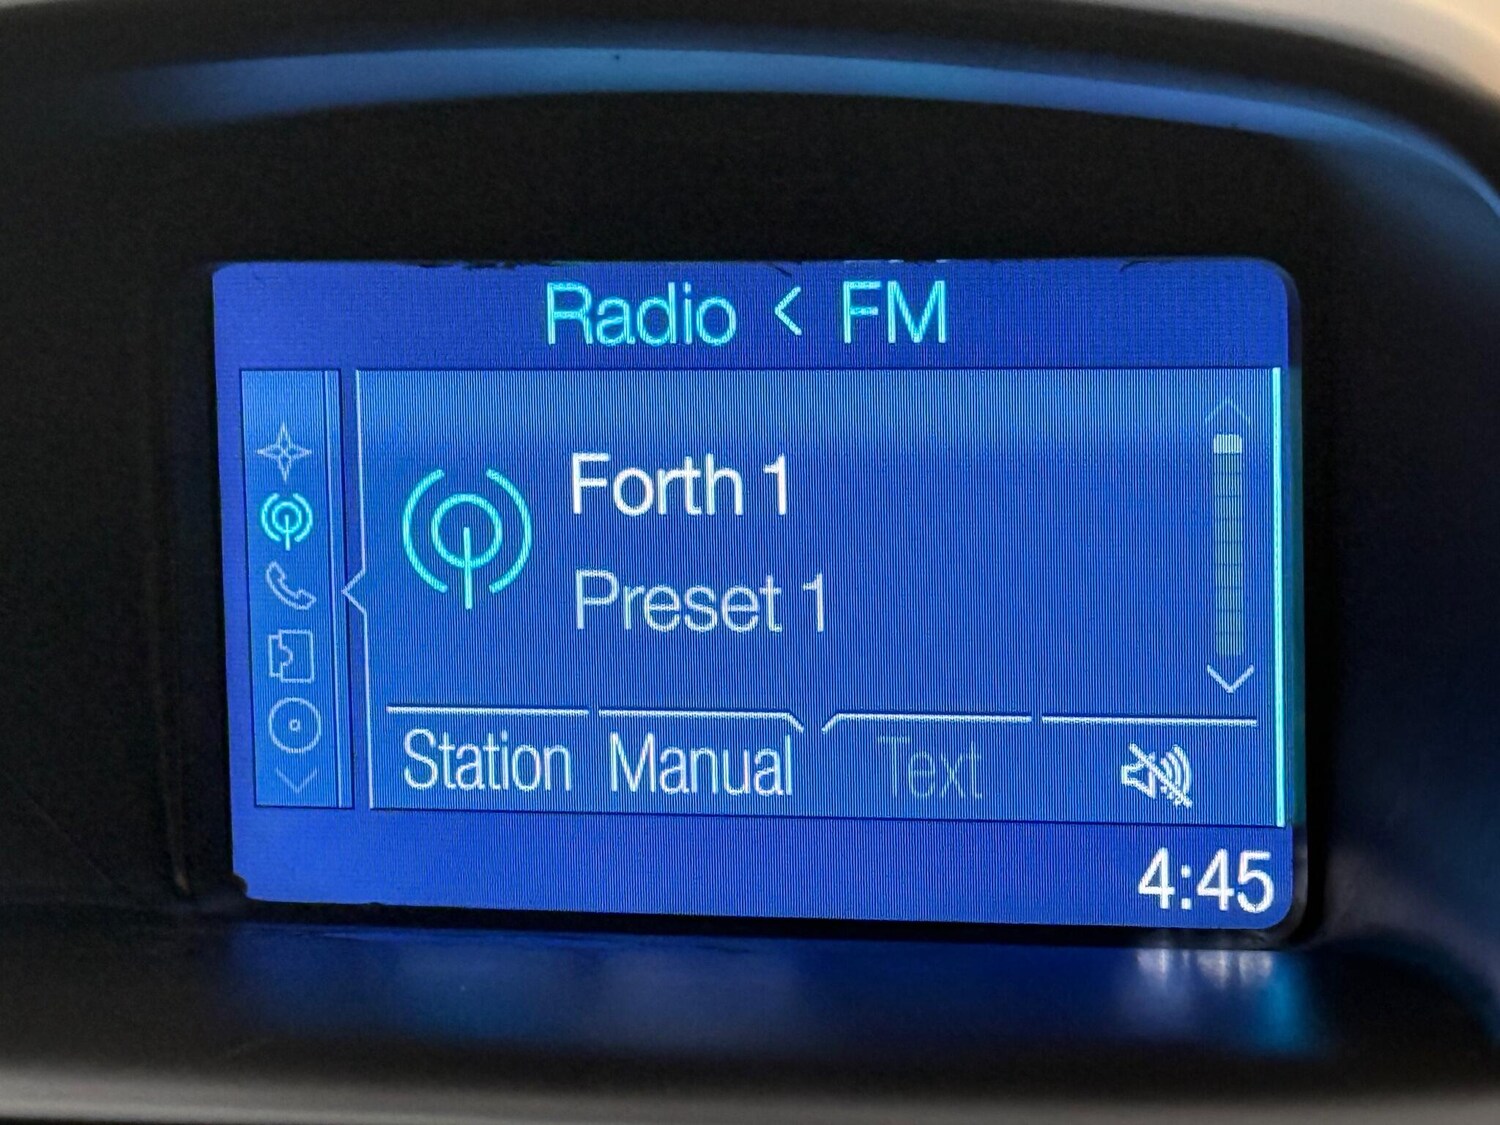 Radio < FM
Forth 1
Preset 1
Station Manual Text
4:45